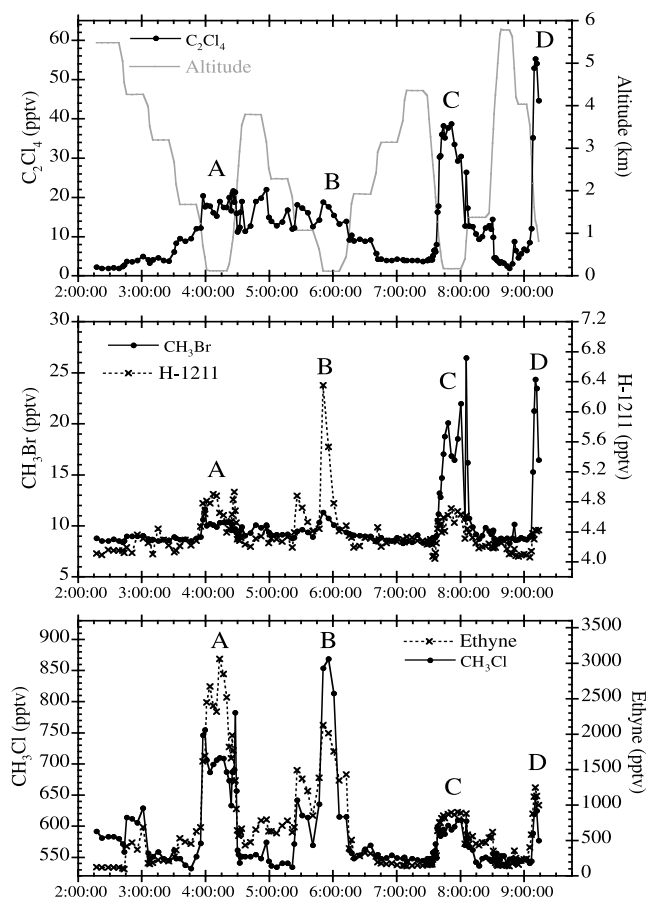 60
50
40
30
20
10
0
C₂Cl₄ (pptv)
C₂Cl₄
Altitude
A
B
C
D
6
5
4
3
2
1
0
Altitude (km)
2:00:00 3:00:00 4:00:00 5:00:00 6:00:00 7:00:00 8:00:00 9:00:00
30
25
20
15
10
5
CH₃Br (pptv)
CH₃Br
H-1211
A
B
C
D
7.2
6.8
6.4
6.0
5.6
5.2
4.8
4.4
4.0
H-1211 (pptv)
2:00:00 3:00:00 4:00:00 5:00:00 6:00:00 7:00:00 8:00:00 9:00:00
900
850
800
750
700
650
600
550
CH₃Cl (pptv)
A
B
C
D
Ethyne
CH₃Cl
3500
3000
2500
2000
1500
1000
500
0
Ethyne (pptv)
2:00:00 3:00:00 4:00:00 5:00:00 6:00:00 7:00:00 8:00:00 9:00:00